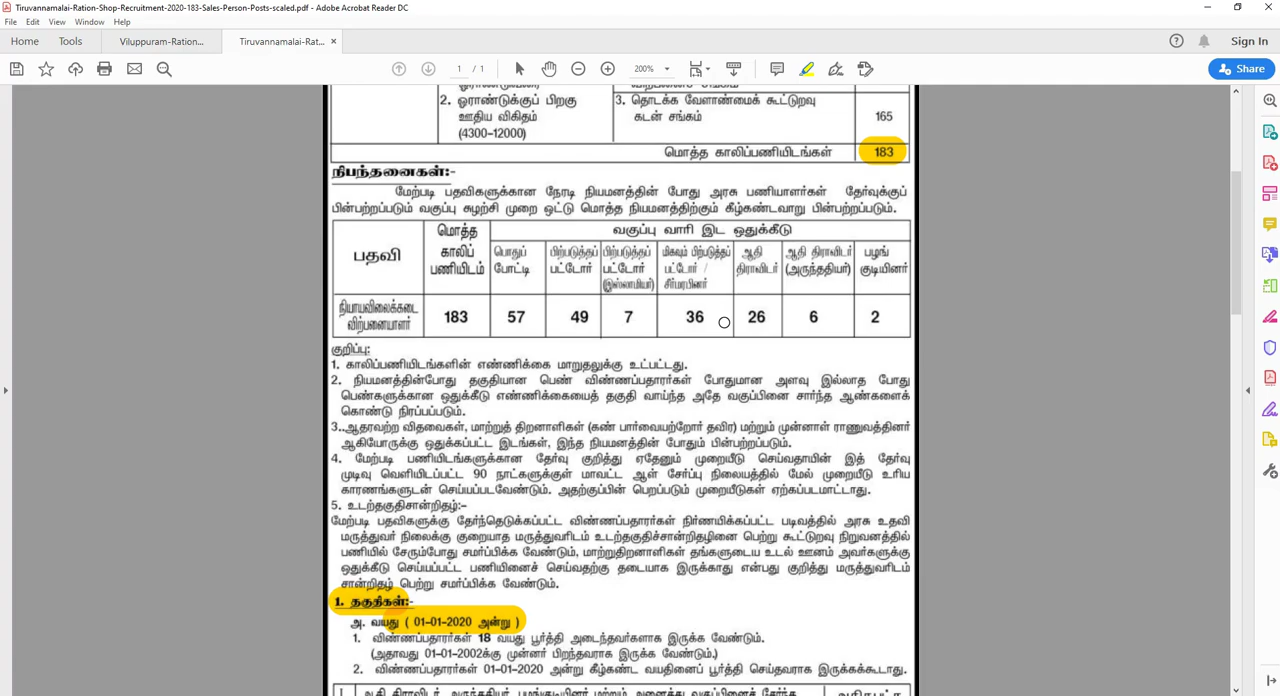 Tiruvannamalai-Ration-Shop-Recruitment-2020-183-Sales-Person-Posts-scaled.pdf - Adobe Acrobat Reader DC
File Edit View Window Help
Home Tools Viluppuram-Ration... Tiruvannamalai-Rat... × Sign In
1 / 1 200% Share
2. ஓராண்டுக்குப் பிறகு 3. தொடக்க வேளாண்மைக் கூட்டுறவு
ஊதிய விகிதம் கடன் சங்கம் 165
(4300-12000)
மொத்த காலிப்பணியிடங்கள் 183
நிபந்தனைகள்:-
மேற்படி பதவிகளுக்கான நேரடி நியமனத்தின் போது அரசு பணியாளர்கள் தேர்வுக்குப்
பின்பற்றப்படும் வகுப்பு சுழற்சி முறை ஒட்டு மொத்த நியமனத்திற்கும் கீழ்கண்டவாறு பின்பற்றப்படும்.
பதவி மொத்த காலிப் பணியிடம் வகுப்பு வாரி இட ஒதுக்கீடு
பொதுப் போட்டி பிற்படுத்தப் பட்டோர் பிற்படுத்தப் பட்டோர் (இஸ்லாமியர்) மிகவும் பிற்படுத்தப் பட்டோர் / சீர்மரபினர் ஆதி திராவிடர் ஆதி திராவிடர் (அருந்ததியர்) பழங் குடியினர்
நியாயவிலைக்கடை விற்பனையாளர் 183 57 49 7 36 26 6 2
குறிப்பு:
1. காலிப்பணியிடங்களின் எண்ணிக்கை மாறுதலுக்கு உட்பட்டது.
2. நியமனத்தின்போது தகுதியான பெண் விண்ணப்பதாரர்கள் போதுமான அளவு இல்லாத போது
பெண்களுக்கான ஒதுக்கீடு எண்ணிக்கையைத் தகுதி வாய்ந்த அதே வகுப்பினை சார்ந்த ஆண்களைக்
கொண்டு நிரப்பப்படும்.
3..ஆதரவற்ற விதவைகள், மாற்றுத் திறனாளிகள் (கண் பார்வையற்றோர் தவிர) மற்றும் முன்னாள் ராணுவத்தினர்
ஆகியோருக்கு ஒதுக்கப்பட்ட இடங்கள், இந்த நியமனத்தின் போதும் பின்பற்றப்படும்.
4. மேற்படி பணியிடங்களுக்கான தேர்வு குறித்து ஏதேனும் முறையீடு செய்வதாயின் இத் தேர்வு
முடிவு வெளியிடப்பட்ட 90 நாட்களுக்குள் மாவட்ட ஆள் சேர்ப்பு நிலையத்தில் மேல் முறையீடு உரிய
காரணங்களுடன் செய்யப்படவேண்டும். அதற்குப்பின் பெறப்படும் முறையீடுகள் ஏற்கப்படமாட்டாது.
5. உடற்தகுதிசான்றிதழ்:-
மேற்படி பதவிகளுக்கு தேர்ந்தெடுக்கப்பட்ட விண்ணப்பதாரர்கள் நிர்ணயிக்கப்பட்ட படிவத்தில் அரசு உதவி
மருத்துவர் நிலைக்கு குறையாத மருத்துவரிடம் உடற்தகுதிச்சான்றிதழினை பெற்று கூட்டுறவு நிறுவனத்தில்
பணியில் சேரும்போது சமர்ப்பிக்க வேண்டும், மாற்றுதிறனாளிகள் தங்களுடைய உடல் ஊனம் அவர்களுக்கு
ஒதுக்கீடு செய்யப்பட்ட பணியினைச் செய்வதற்கு தடையாக இருக்காது என்பது குறித்து மருத்துவரிடம்
சான்றிதழ் பெற்று சமர்ப்பிக்க வேண்டும்.
1. தகுதிகள்:-
அ. வயது ( 01-01-2020 அன்று )
1. விண்ணப்பதாரர்கள் 18 வயது பூர்த்தி அடைந்தவர்களாக இருக்க வேண்டும்.
(அதாவது 01-01-2002க்கு முன்னர் பிறந்தவராக இருக்க வேண்டும்.)
2. விண்ணப்பதாரர்கள் 01-01-2020 அன்று கீழ்கண்ட வயதினைப் பூர்த்தி செய்தவராக இருக்கக்கூடாது.